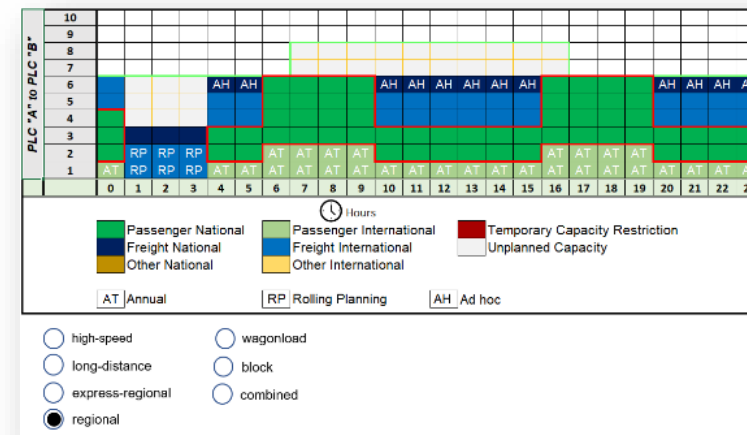 PLC "A" to PLC "B"
10
9
8
7
6 AH AH AH AH AH AH AH AH AH AH AH
5
4
3
2 RP RP RP AT AT AT AT AT AT AT AT
1 AT RP RP RP AT AT AT AT AT AT AT AT AT AT AT AT AT AT AT AT AT AT AT
0 1 2 3 4 5 6 7 8 9 10 11 12 13 14 15 16 17 18 19 20 21 22
Hours
Passenger National Passenger International Temporary Capacity Restriction
Freight National Freight International Unplanned Capacity
Other National Other International
AT Annual RP Rolling Planning AH Ad hoc
high-speed wagonload
long-distance block
express-regional combined
regional